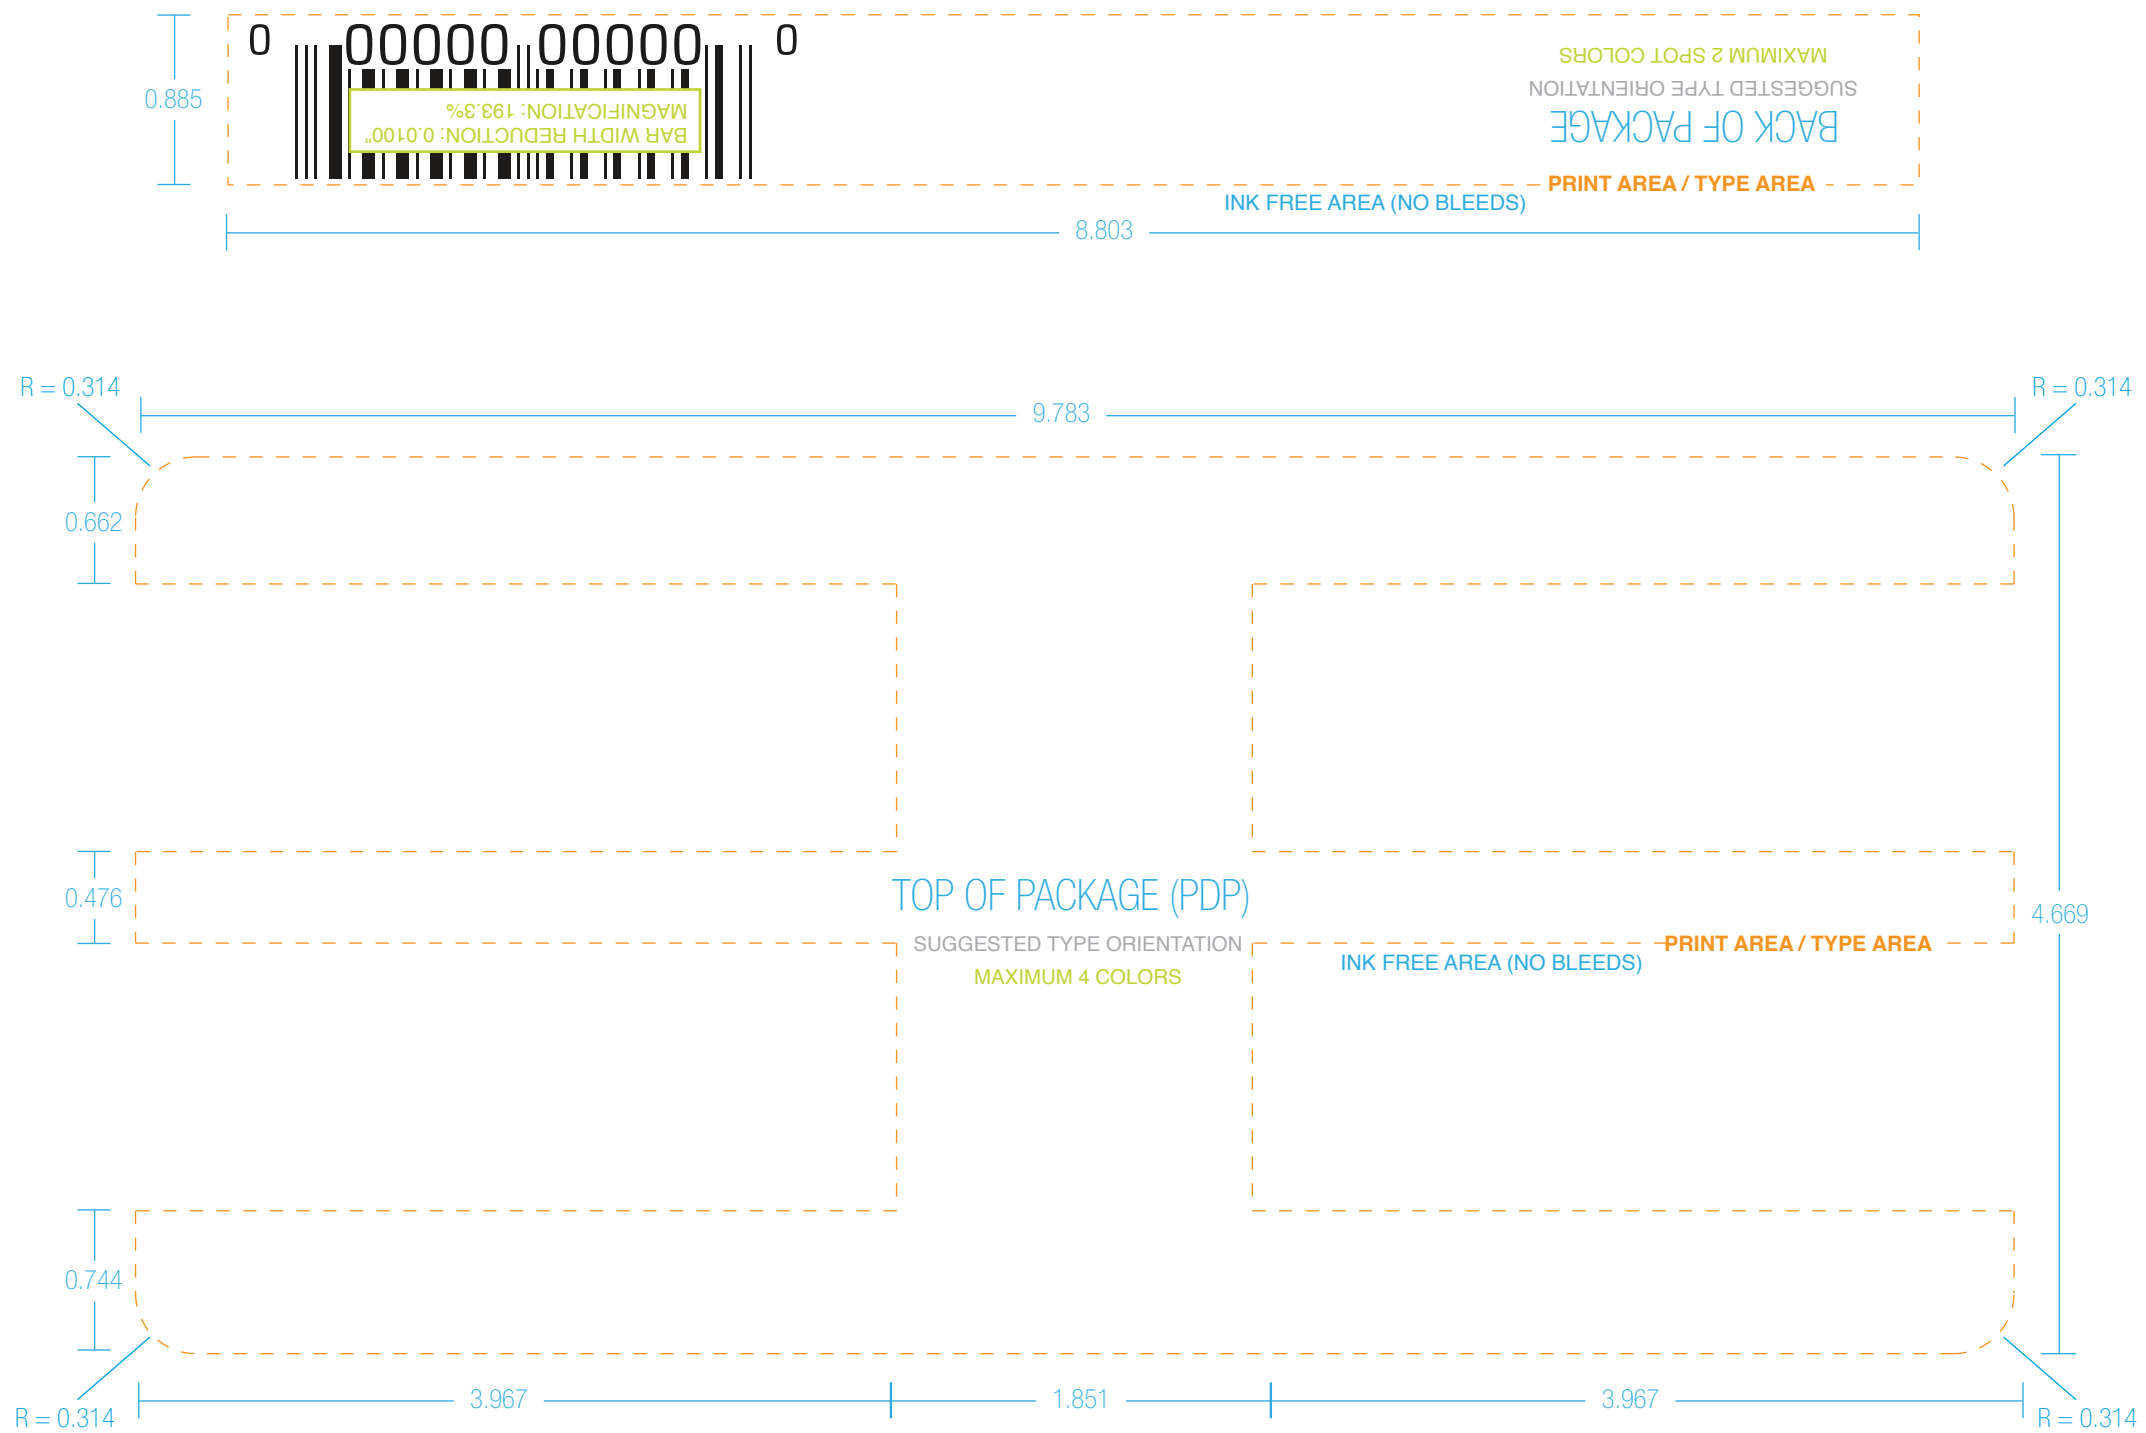 0 00000 00000 0
MAXIMUM 2 SPOT COLORS
SUGGESTED TYPE ORIENTATION
BACK OF PACKAGE
0.885
MAGNIFICATION: 193.3%
BAR WIDTH REDUCTION: 0.0100"
PRINT AREA / TYPE AREA
INK FREE AREA (NO BLEEDS)
8.803
R = 0.314
9.783
R = 0.314
0.662
0.476
TOP OF PACKAGE (PDP)
4.669
SUGGESTED TYPE ORIENTATION
PRINT AREA / TYPE AREA
INK FREE AREA (NO BLEEDS)
MAXIMUM 4 COLORS
0.744
3.967
1.851
3.967
R = 0.314
R = 0.314